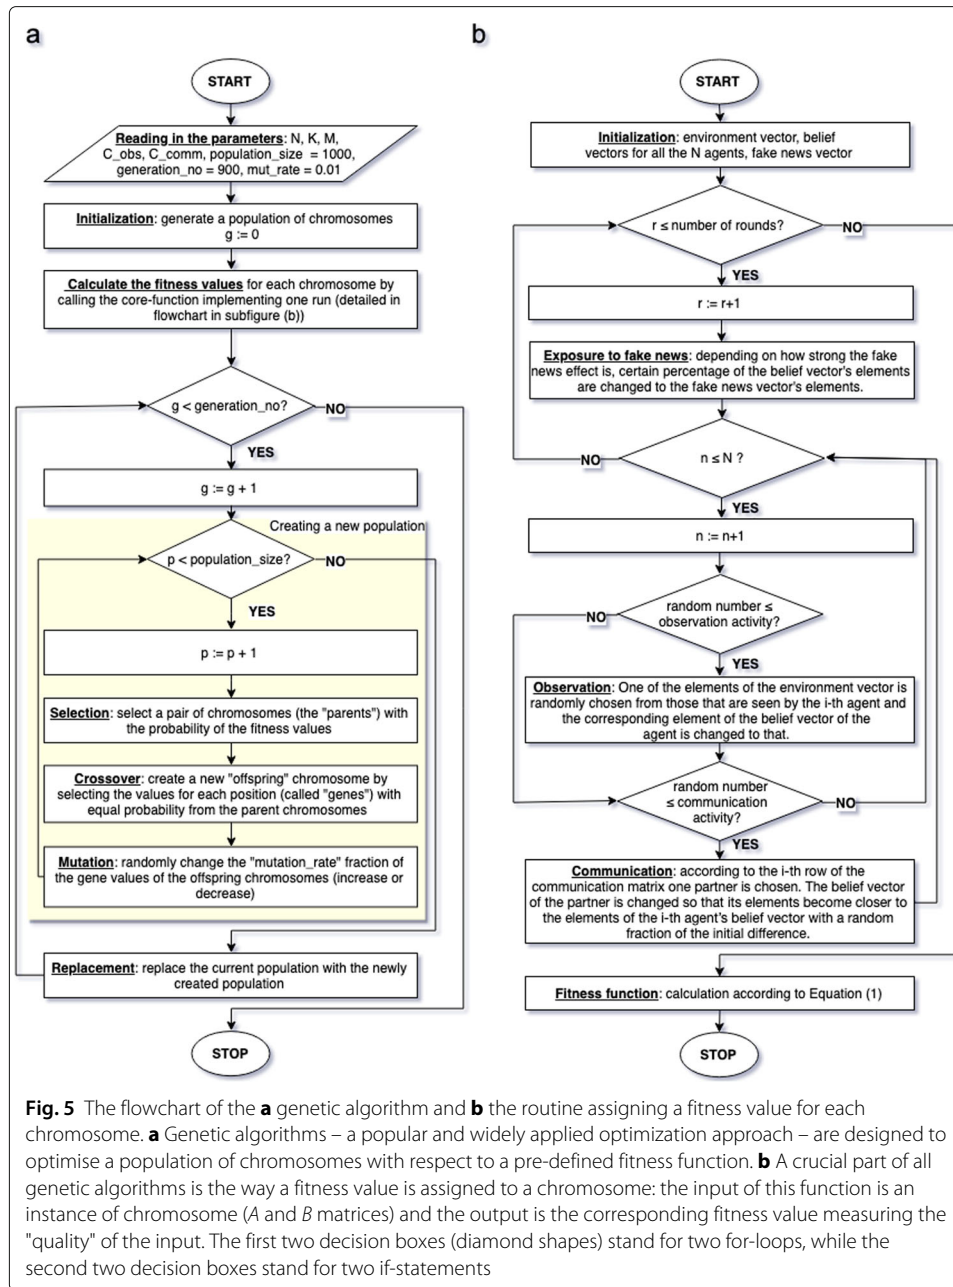 a
START
Reading in the parameters: N, K, M,
C_obs, C_comm, population_size = 1000,
generation_no = 900, mut_rate = 0.01
Initialization: generate a population of chromosomes
g := 0
Calculate the fitness values for each chromosome by
calling the core-function implementing one run (detailed in
flowchart in subfigure (b))
g < generation_no?
NO
YES
g := g + 1
Creating a new population
p < population_size?
NO
YES
p := p + 1
Selection: select a pair of chromosomes (the "parents") with
the probability of the fitness values
Crossover: create a new "offspring" chromosome by
selecting the values for each position (called "genes") with
equal probability from the parent chromosomes
Mutation: randomly change the "mutation_rate" fraction of
the gene values of the offspring chromosomes (increase or
decrease)
Replacement: replace the current population with the newly
created population
STOP
b
START
Initialization: environment vector, belief
vectors for all the N agents, fake news vector
r ≤ number of rounds?
NO
YES
r := r+1
Exposure to fake news: depending on how strong the fake
news effect is, certain percentage of the belief vector's elements
are changed to the fake news vector's elements.
n ≤ N ?
NO
YES
n := n+1
random number ≤
observation activity?
NO
YES
Observation: One of the elements of the environment vector is
randomly chosen from those that are seen by the i-th agent and
the corresponding element of the belief vector of the
agent is changed to that.
random number
≤ communication
activity?
NO
YES
Communication: according to the i-th row of the
communication matrix one partner is chosen. The belief vector
of the partner is changed so that its elements become closer to
the elements of the i-th agent's belief vector with a random
fraction of the initial difference.
Fitness function: calculation according to Equation (1)
STOP
Fig. 5 The flowchart of the a genetic algorithm and b the routine assigning a fitness value for each
chromosome. a Genetic algorithms – a popular and widely applied optimization approach – are designed to
optimise a population of chromosomes with respect to a pre-defined fitness function. b A crucial part of all
genetic algorithms is the way a fitness value is assigned to a chromosome: the input of this function is an
instance of chromosome (A and B matrices) and the output is the corresponding fitness value measuring the
"quality" of the input. The first two decision boxes (diamond shapes) stand for two for-loops, while the
second two decision boxes stand for two if-statements